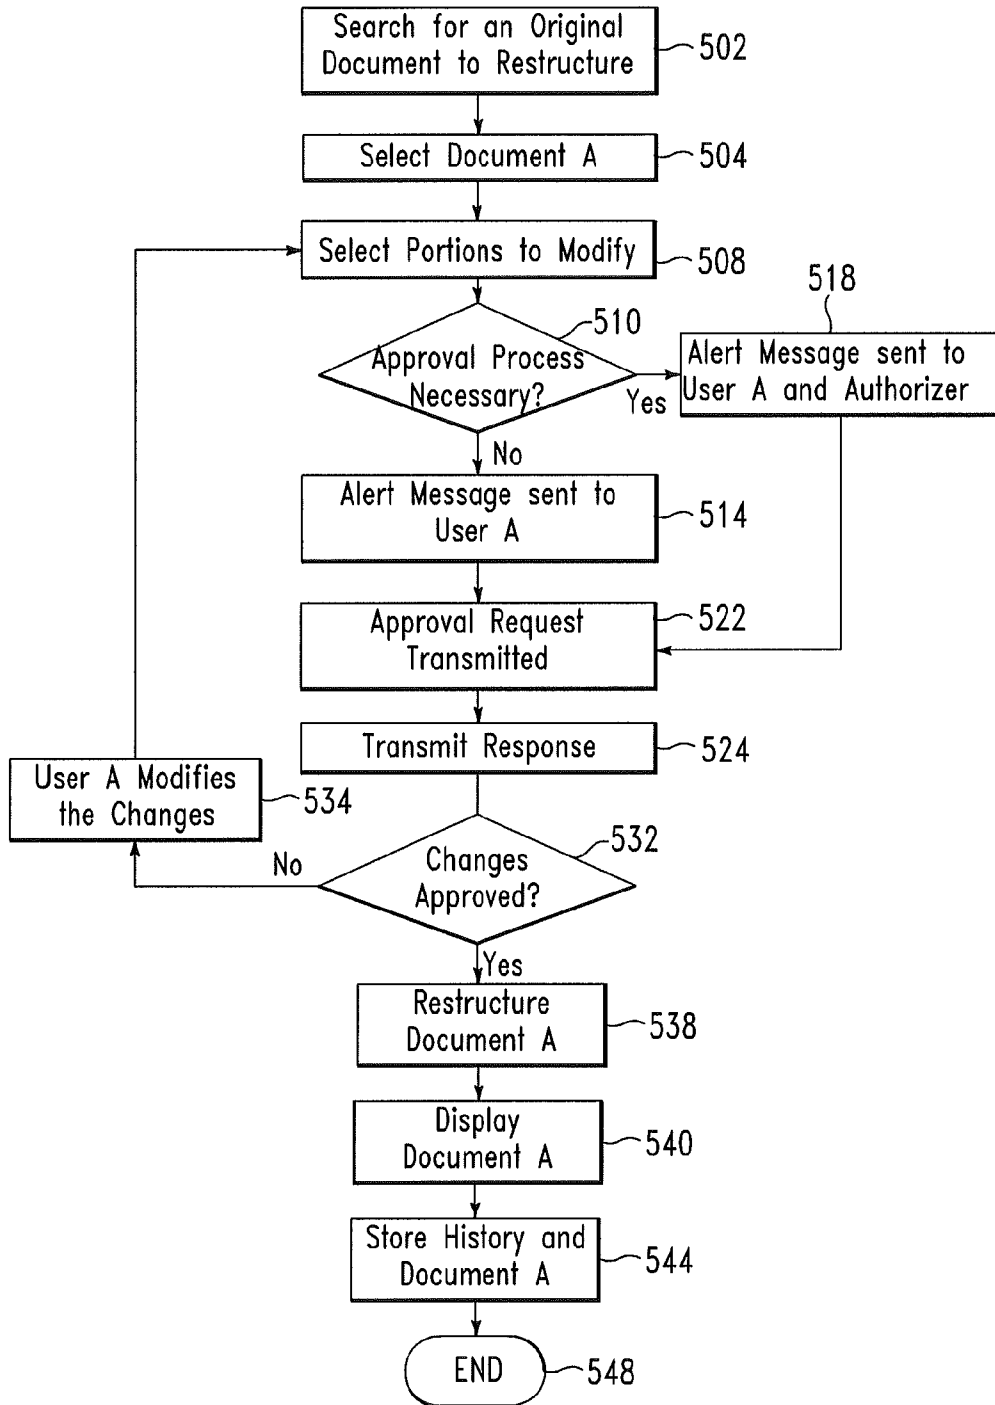 Search for an Original
Document to Restructure
502
Select Document A
504
Select Portions to Modify
508
510
Approval Process
Necessary?
Yes
518
Alert Message sent to
User A and Authorizer
No
Alert Message sent to
User A
514
Approval Request
Transmitted
522
Transmit Response
524
User A Modifies
the Changes
534
532
Changes
Approved?
No
Yes
Restructure
Document A
538
Display
Document A
540
Store History and
Document A
544
END
548